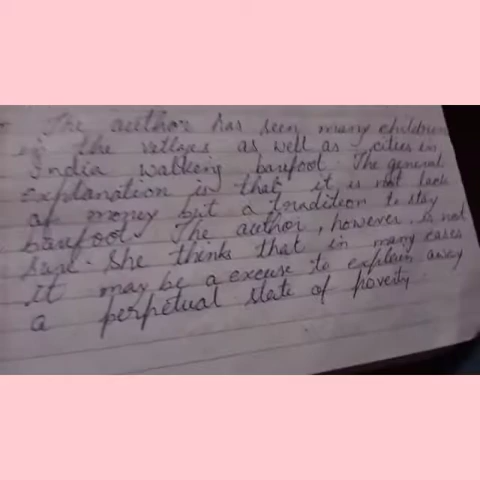 The author has seen many children
in the villages as well as cities in
India walking barefoot. The general
explanation is that it is not lack
of money but a tradition to stay
barefoot. The author, however is not
sure. She thinks that in many cases
It may be a excuse to explain away
a perpetual state of poverty.